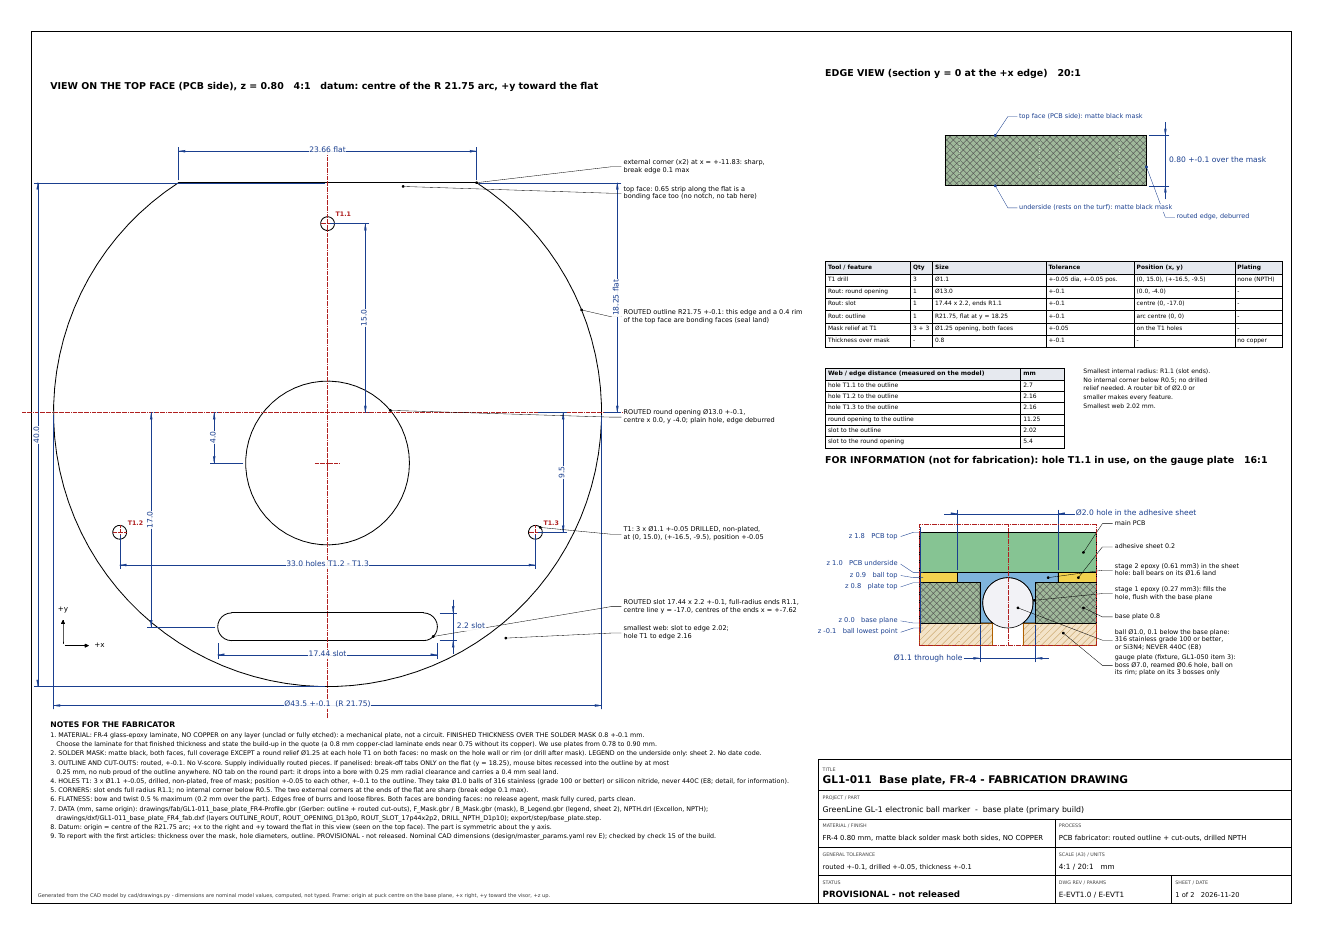 VIEW ON THE TOP FACE (PCB side), z = 0.80   4:1   datum: centre of the R 21.75 arc, +y toward the flat
23.66 flat
external corner (x2) at x = +-11.83: sharp,
break edge 0.1 max
top face: 0.65 strip along the flat is a
bonding face too (no notch, no tab here)
T1.1
18.25 flat
15.0
ROUTED outline R21.75 +-0.1: this edge and a 0.4 rim
of the top face are bonding faces (seal land)
ROUTED round opening Ø13.0 +-0.1,
centre x 0.0, y -4.0; plain hole, edge deburred
40.0
4.0
9.5
17.0
T1.2
T1.3
T1: 3 x Ø1.1 +-0.05 DRILLED, non-plated,
at (0, 15.0), (+-16.5, -9.5), position +-0.05
33.0 holes T1.2 - T1.3
ROUTED slot 17.44 x 2.2 +-0.1, full-radius ends R1.1,
centre line y = -17.0, centres of the ends x = +-7.62
2.2 slot
smallest web: slot to edge 2.02;
hole T1 to edge 2.16
+y
+x
17.44 slot
Ø43.5 +-0.1  (R 21.75)
EDGE VIEW (section y = 0 at the +x edge)   20:1
top face (PCB side): matte black mask
0.80 +-0.1 over the mask
underside (rests on the turf): matte black mask
routed edge, deburred
Tool / feature	Qty	Size	Tolerance	Position (x, y)	Plating
T1 drill	3	Ø1.1	+-0.05 dia, +-0.05 pos.	(0, 15.0), (+-16.5, -9.5)	none (NPTH)
Rout: round opening	1	Ø13.0	+-0.1	(0.0, -4.0)	-
Rout: slot	1	17.44 x 2.2, ends R1.1	+-0.1	centre (0, -17.0)	-
Rout: outline	1	R21.75, flat at y = 18.25	+-0.1	arc centre (0, 0)	-
Mask relief at T1	3 + 3	Ø1.25 opening, both faces	+-0.05	on the T1 holes	-
Thickness over mask	-	0.8	+-0.1	-	no copper
Web / edge distance (measured on the model)	mm
hole T1.1 to the outline	2.7
hole T1.2 to the outline	2.16
hole T1.3 to the outline	2.16
round opening to the outline	11.25
slot to the outline	2.02
slot to the round opening	5.4
Smallest internal radius: R1.1 (slot ends).
No internal corner below R0.5; no drilled
relief needed. A router bit of Ø2.0 or
smaller makes every feature.
Smallest web 2.02 mm.
FOR INFORMATION (not for fabrication): hole T1.1 in use, on the gauge plate   16:1
Ø2.0 hole in the adhesive sheet
main PCB
z 1.8   PCB top
adhesive sheet 0.2
z 1.0   PCB underside
z 0.9   ball top
z 0.8   plate top
stage 2 epoxy (0.61 mm3) in the sheet
hole: ball bears on its Ø1.6 land
stage 1 epoxy (0.27 mm3): fills the
hole, flush with the base plane
base plate 0.8
z 0.0   base plane
z -0.1   ball lowest point
ball Ø1.0, 0.1 below the base plane:
316 stainless grade 100 or better,
or Si3N4; NEVER 440C (E8)
gauge plate (fixture, GL1-050 item 3):
boss Ø7.0, reamed Ø0.6 hole, ball on
its rim; plate on its 3 bosses only
Ø1.1 through hole
NOTES FOR THE FABRICATOR
1. MATERIAL: FR-4 glass-epoxy laminate, NO COPPER on any layer (unclad or fully etched): a mechanical plate, not a circuit. FINISHED THICKNESS OVER THE SOLDER MASK 0.8 +-0.1 mm.
Choose the laminate for that finished thickness and state the build-up in the quote (a 0.8 mm copper-clad laminate ends near 0.75 without its copper). We use plates from 0.78 to 0.90 mm.
2. SOLDER MASK: matte black, both faces, full coverage EXCEPT a round relief Ø1.25 at each hole T1 on both faces: no mask on the hole wall or rim (or drill after mask). LEGEND on the underside only: sheet 2. No date code.
3. OUTLINE AND CUT-OUTS: routed, +-0.1. No V-score. Supply individually routed pieces. If panelised: break-off tabs ONLY on the flat (y = 18.25), mouse bites recessed into the outline by at most
0.25 mm, no nub proud of the outline anywhere. NO tab on the round part: it drops into a bore with 0.25 mm radial clearance and carries a 0.4 mm seal land.
4. HOLES T1: 3 x Ø1.1 +-0.05, drilled, non-plated, free of mask; position +-0.05 to each other, +-0.1 to the outline. They take Ø1.0 balls of 316 stainless (grade 100 or better) or silicon nitride, never 440C (E8; detail, for information).
5. CORNERS: slot ends full radius R1.1; no internal corner below R0.5. The two external corners at the ends of the flat are sharp (break edge 0.1 max).
6. FLATNESS: bow and twist 0.5 % maximum (0.2 mm over the part). Edges free of burrs and loose fibres. Both faces are bonding faces: no release agent, mask fully cured, parts clean.
7. DATA (mm, same origin): drawings/fab/GL1-011_base_plate_FR4-Profile.gbr (Gerber: outline + routed cut-outs), F_Mask.gbr / B_Mask.gbr (mask), B_Legend.gbr (legend, sheet 2), NPTH.drl (Excellon, NPTH);
drawings/dxf/GL1-011_base_plate_FR4_fab.dxf (layers OUTLINE_ROUT, ROUT_OPENING_D13p0, ROUT_SLOT_17p44x2p2, DRILL_NPTH_D1p10); export/step/base_plate.step.
8. Datum: origin = centre of the R21.75 arc; +x to the right and +y toward the flat in this view (seen on the top face). The part is symmetric about the y axis.
9. To report with the first articles: thickness over the mask, hole diameters, outline. PROVISIONAL - not released. Nominal CAD dimensions (design/master_params.yaml rev E); checked by check 15 of the build.
Generated from the CAD model by cad/drawings.py - dimensions are nominal model values, computed, not typed. Frame: origin at puck centre on the base plane, +x right, +y toward the visor, +z up.
TITLE
GL1-011  Base plate, FR-4 - FABRICATION DRAWING
PROJECT / PART
GreenLine GL-1 electronic ball marker  -  base plate (primary build)
MATERIAL / FINISH	PROCESS
FR-4 0.80 mm, matte black solder mask both sides, NO COPPER	PCB fabricator: routed outline + cut-outs, drilled NPTH
GENERAL TOLERANCE	SCALE (A3) / UNITS
routed +-0.1, drilled +-0.05, thickness +-0.1	4:1 / 20:1   mm
STATUS	DWG REV / PARAMS	SHEET / DATE
PROVISIONAL - not released	E-EVT1.0 / E-EVT1	1 of 2   2026-11-20